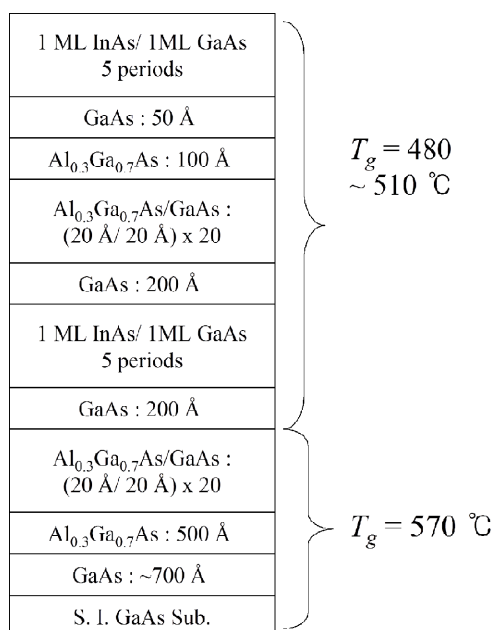 1 ML InAs/ 1ML GaAs
5 periods
GaAs : 50 Å
Al₀.₃Ga₀.₇As : 100 Å
Al₀.₃Ga₀.₇As/GaAs :
(20 Å/ 20 Å) x 20
GaAs : 200 Å
1 ML InAs/ 1ML GaAs
5 periods
GaAs : 200 Å
Al₀.₃Ga₀.₇As/GaAs :
(20 Å/ 20 Å) x 20
Al₀.₃Ga₀.₇As : 500 Å
GaAs : ~700 Å
S. I. GaAs Sub.
T_g = 480
~ 510 ℃
T_g = 570 ℃